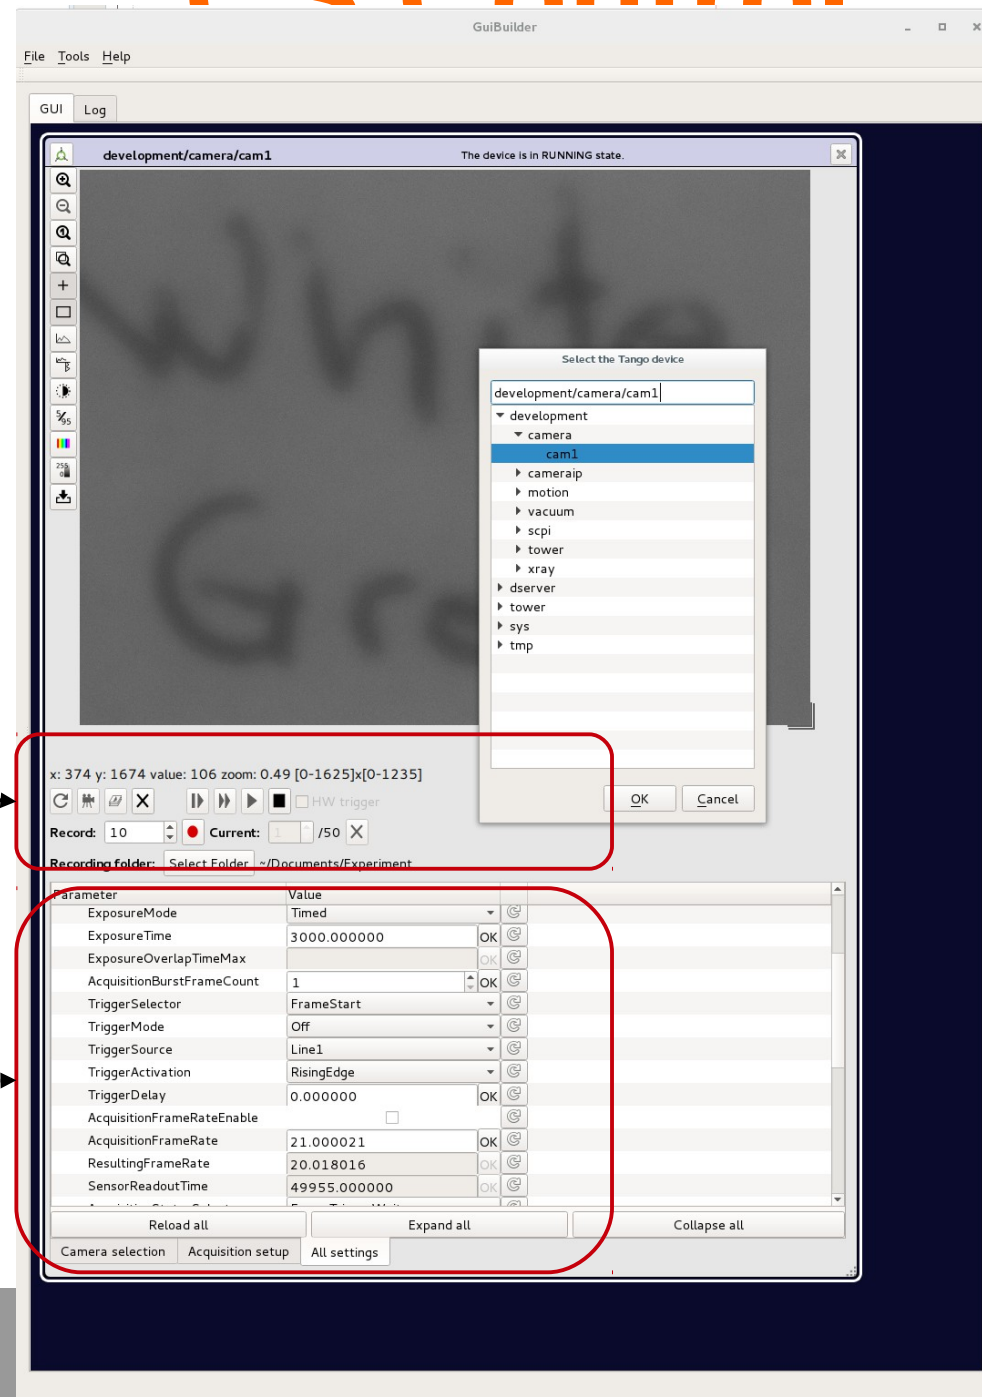 GuiBuilder
File Tools Help
GUI Log
development/camera/cam1 The device is in RUNNING state.
White
Select the Tango device
development/camera/cam1
development
camera
cam1
cameraip
motion
vacuum
scpi
tower
xray
dserver
tower
sys
tmp
OK Cancel
x: 374 y: 1674 value: 106 zoom: 0.49 [0-1625]x[0-1235]
HW trigger
Record: 10 Current: 1 /50
Recording folder: Select Folder ~/Documents/Experiment
Parameter Value
ExposureMode Timed
ExposureTime 3000.000000 OK
ExposureOverlapTimeMax OK
AcquisitionBurstFrameCount 1 OK
TriggerSelector FrameStart
TriggerMode Off
TriggerSource Line1
TriggerActivation RisingEdge
TriggerDelay 0.000000 OK
AcquisitionFrameRateEnable
AcquisitionFrameRate 21.000021 OK
ResultingFrameRate 20.018016 OK
SensorReadoutTime 49955.000000 OK
Reload all Expand all Collapse all
Camera selection Acquisition setup All settings